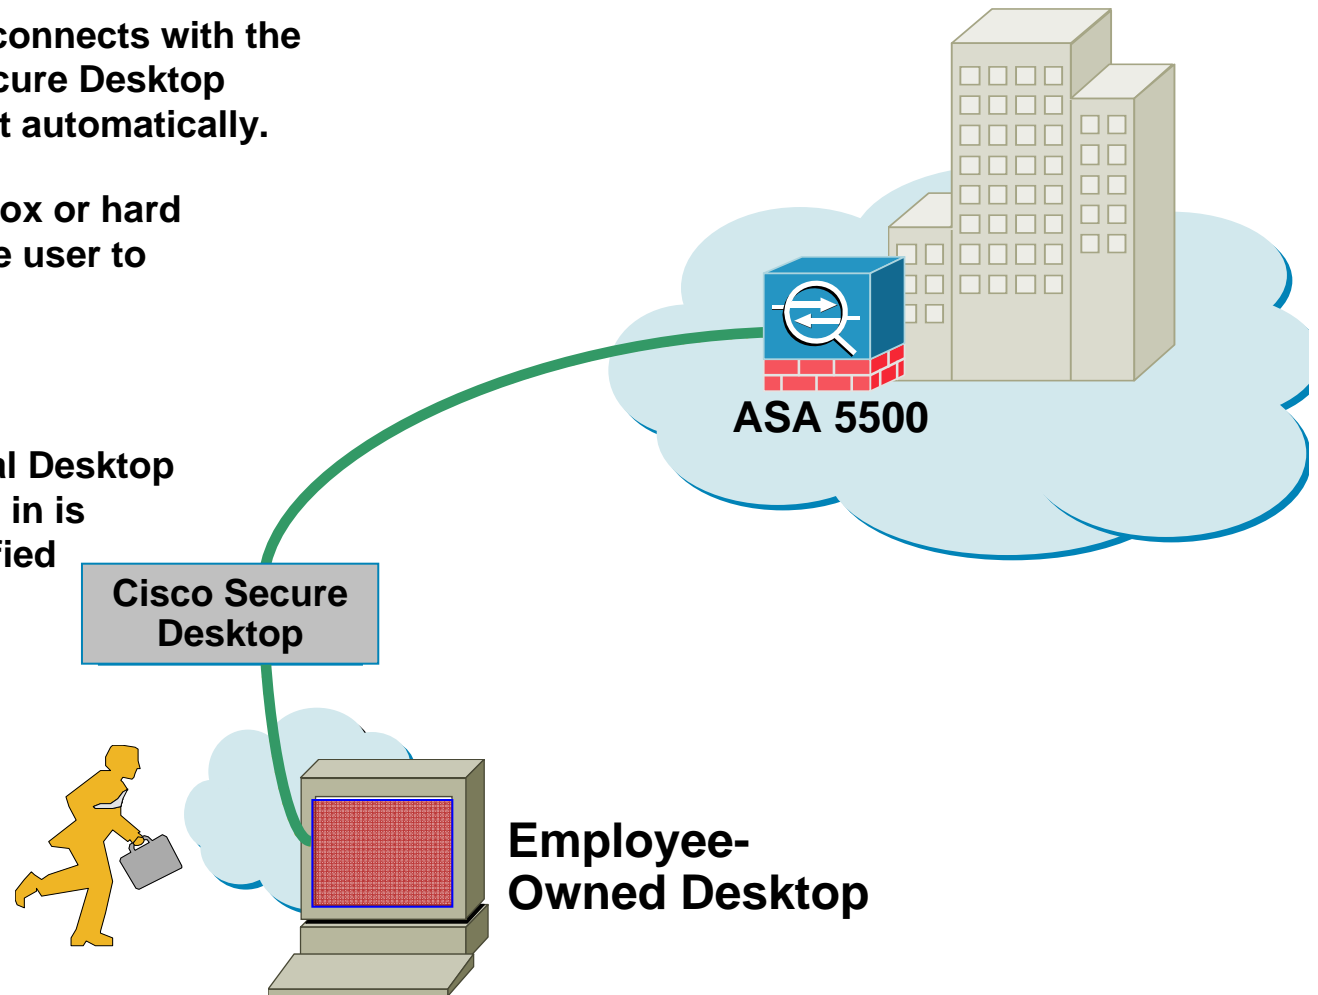 connects with the
cure Desktop
t automatically.
ox or hard
e user to
al Desktop
in is
fied
ASA 5500
Cisco Secure
Desktop
Employee-
Owned Desktop